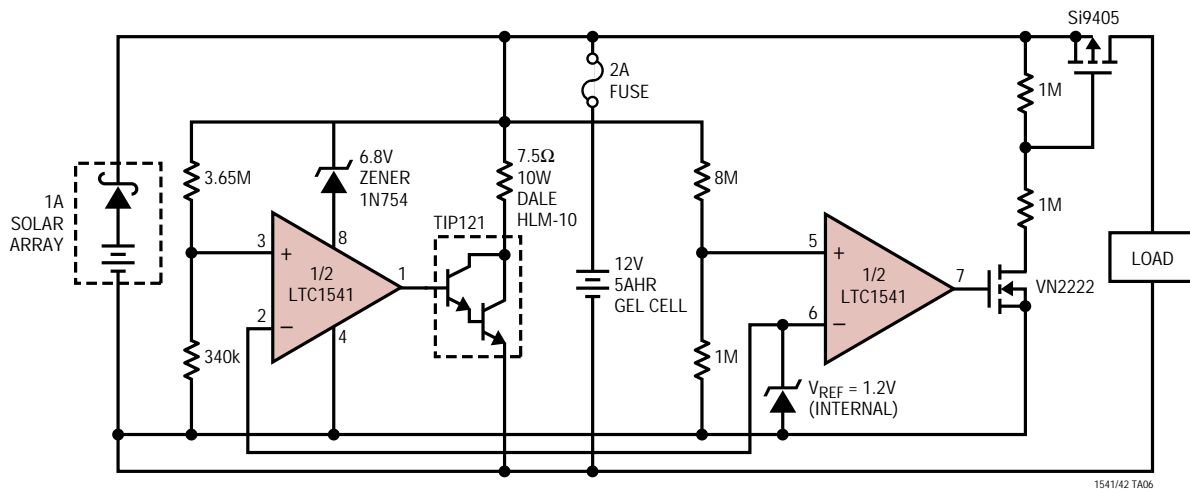 Si9405
2A
FUSE
1M
6.8V
ZENER
1N754
7.5Ω
10W
DALE
HLM-10
3.65M
8M
1A
SOLAR
ARRAY
TIP121
1M
3
8
+
1/2
LTC1541
1
2
−
4
12V
5AHR
GEL CELL
5
+
1/2
LTC1541
7
6
−
VN2222
LOAD
340k
1M
VREF = 1.2V
(INTERNAL)
1541/42 TA06